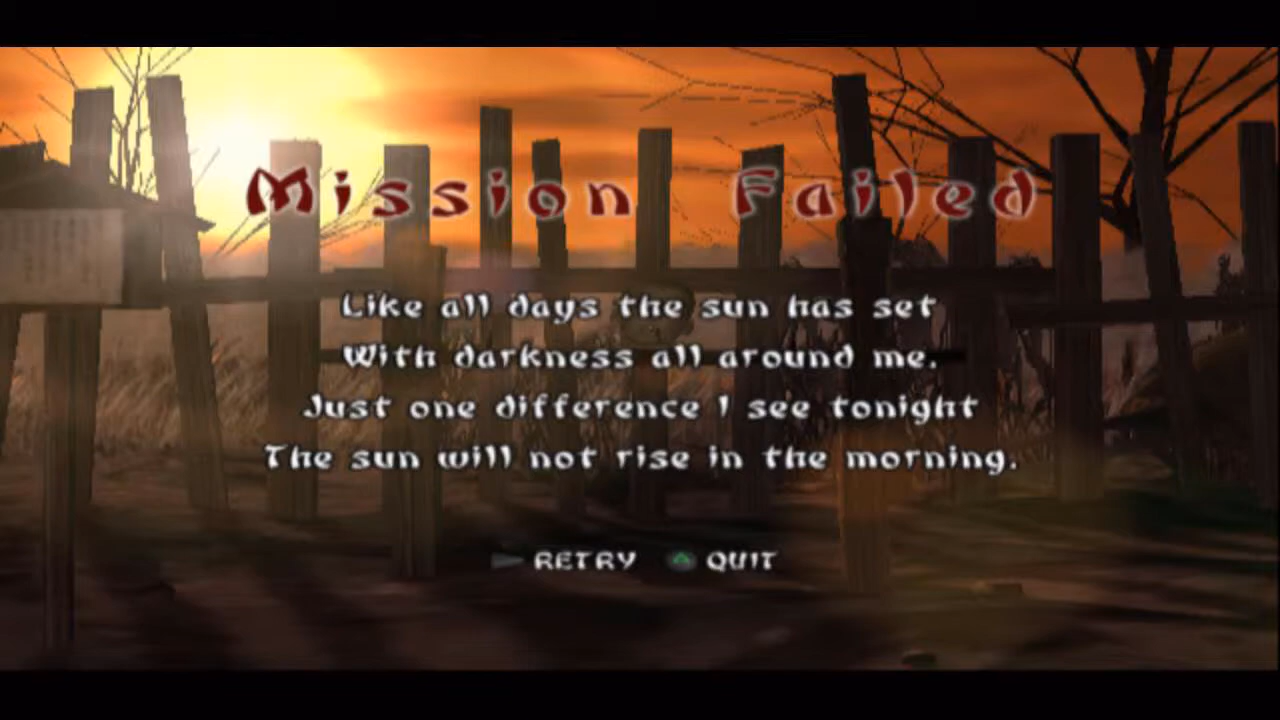 Mission Failed
Like all days the sun has set
With darkness all around me.
Just one difference I see tonight
The sun will not rise in the morning.
RETRY QUIT